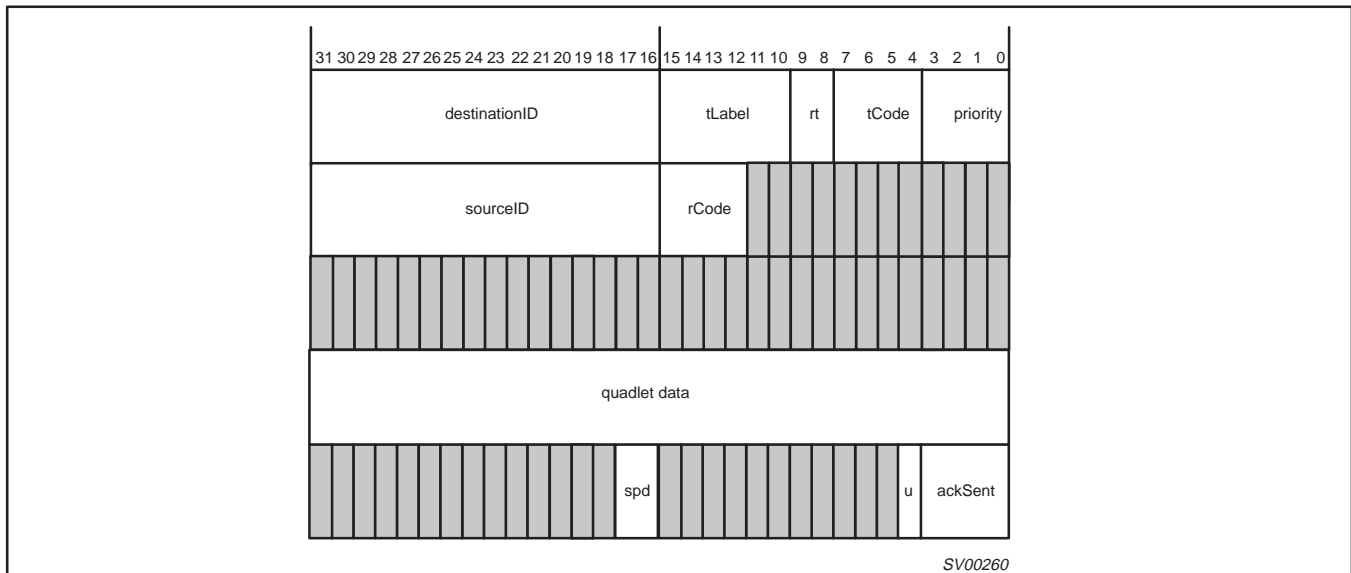 31 30 29 28 27 26 25 24 23 22 21 20 19 18 17 16 15 14 13 12 11 10 9 8 7 6 5 4 3 2 1 0
destinationID tLabel rt tCode priority
sourceID rCode
quadlet data
spd u ackSent
SV00260